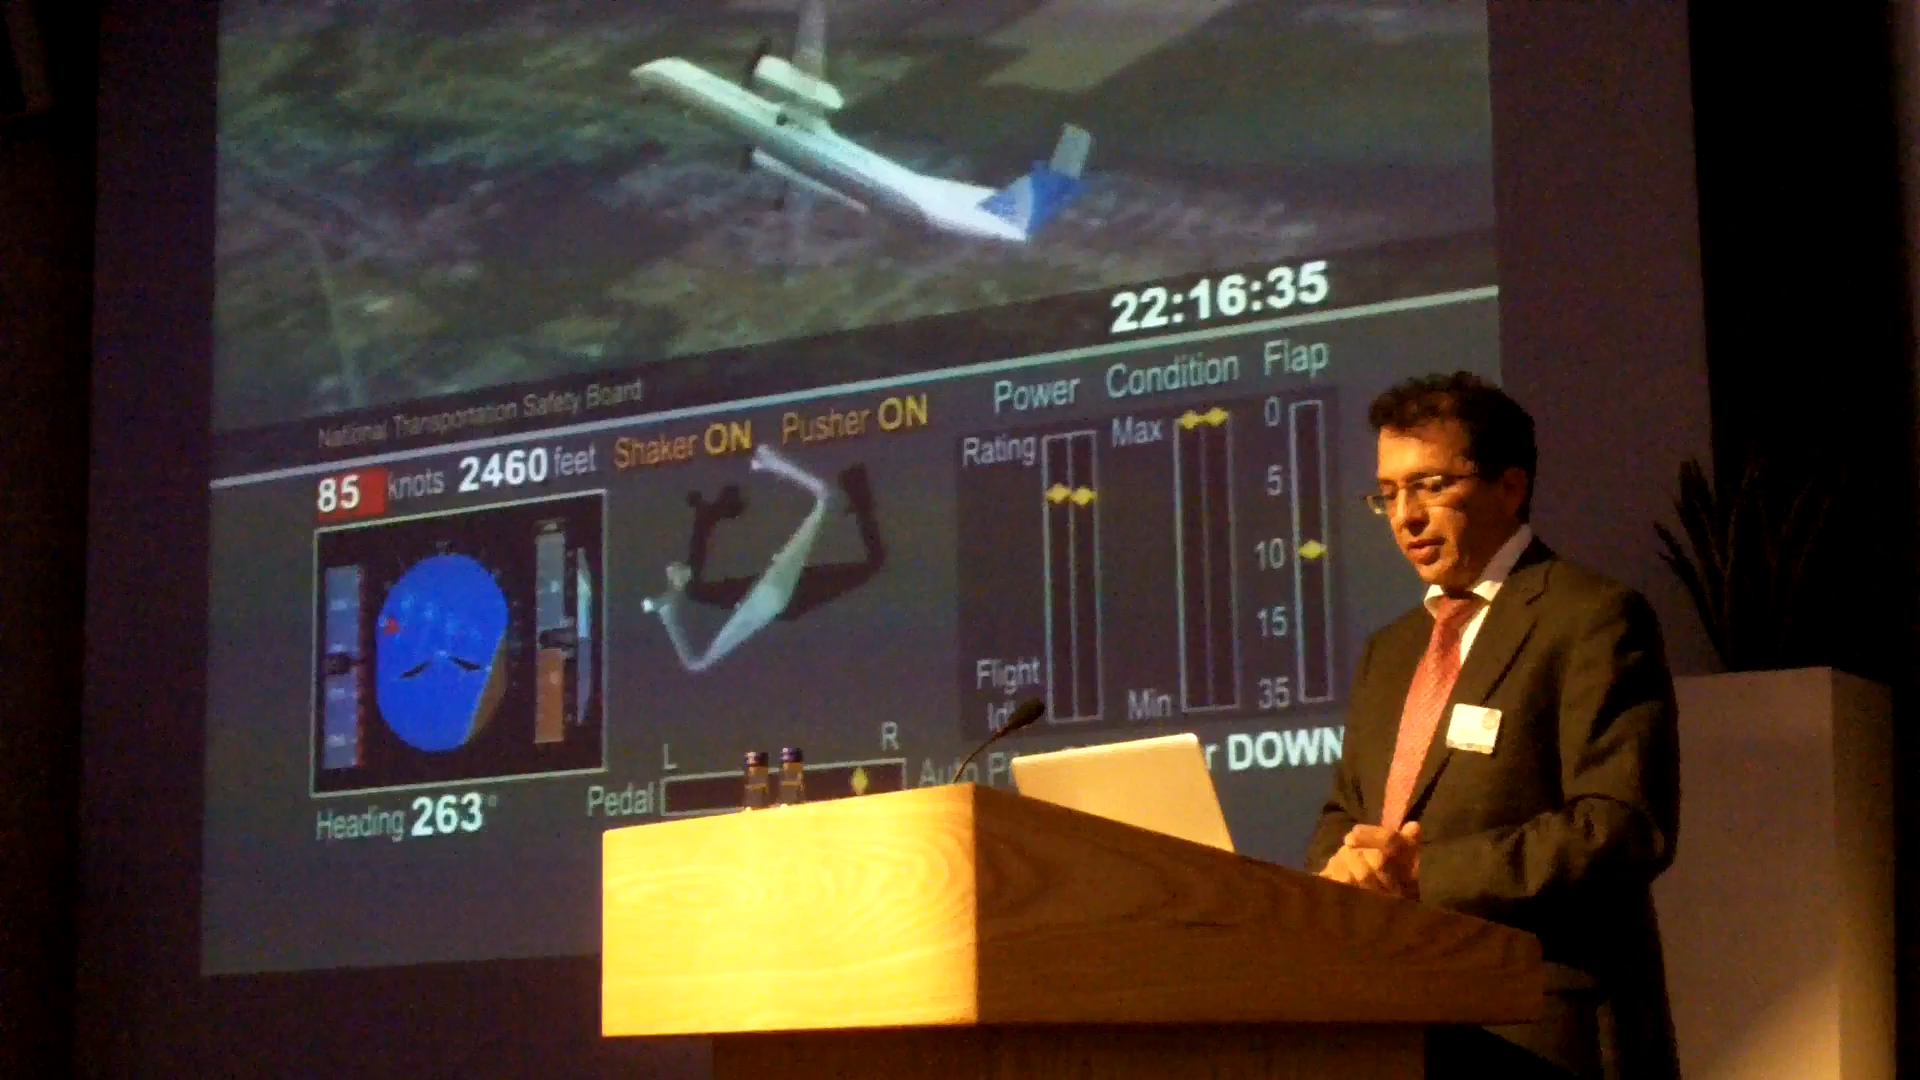 22:16:35
National Transportation Safety Board
85 knots 2460 feet Shaker ON Pusher ON
Power Condition Flap
Rating Max 0
5
10
15
Flight Min 35
L R
Pedal Auto DOWN
Heading 263°